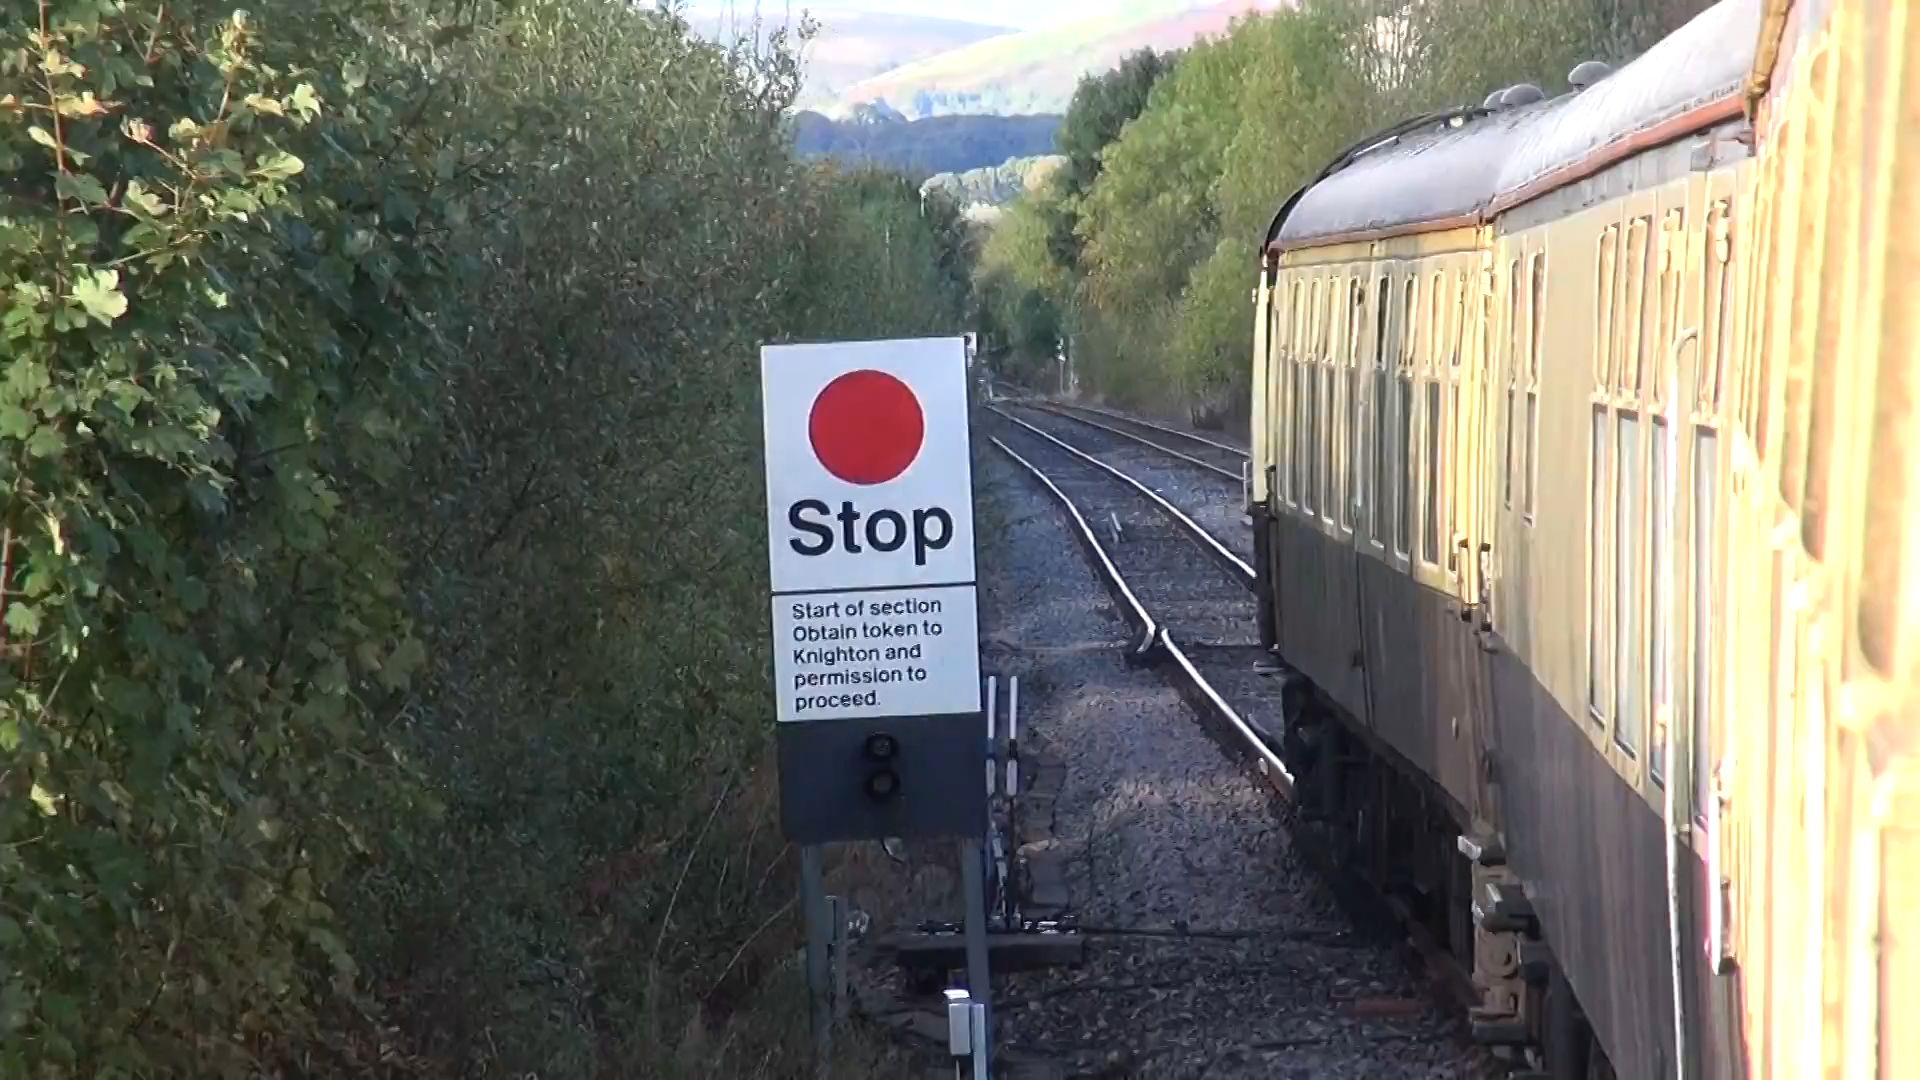 Stop
Start of section
Obtain token to
Knighton and
permission to
proceed.